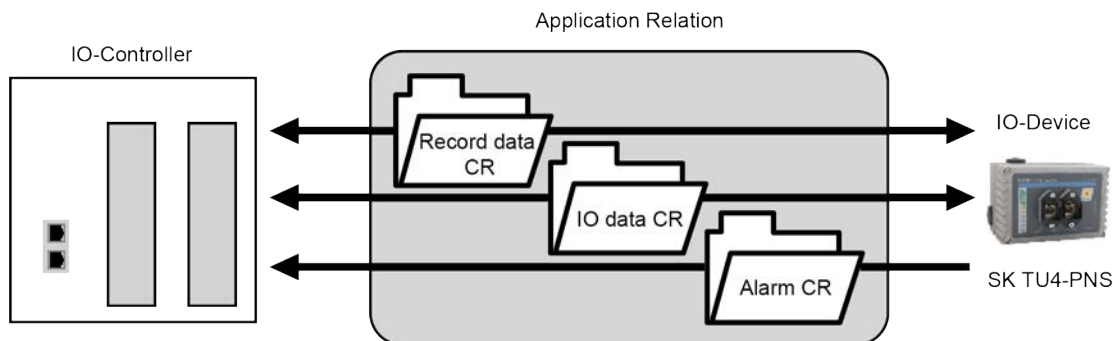 Application Relation
IO-Controller
Record data
CR
IO-Device
IO data CR
Alarm CR
SK TU4-PNS